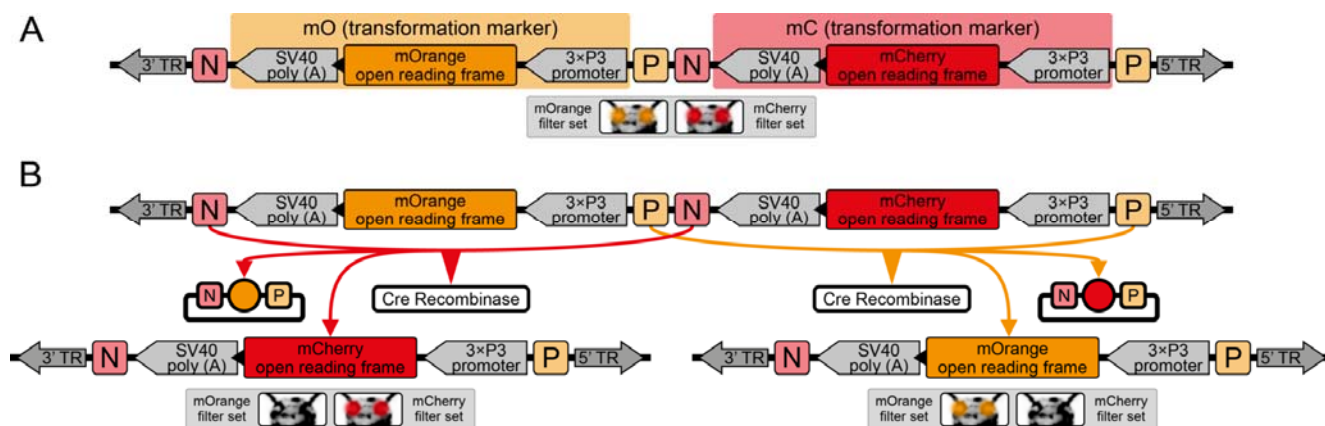 A
mO (transformation marker)
mC (transformation marker)
3' TR
N
SV40
poly (A)
mOrange
open reading frame
3×P3
promoter
P
N
SV40
poly (A)
mCherry
open reading frame
3×P3
promoter
P
5' TR
mOrange
filter set
mCherry
filter set
B
3' TR
N
SV40
poly (A)
mOrange
open reading frame
3×P3
promoter
P
N
SV40
poly (A)
mCherry
open reading frame
3×P3
promoter
P
5' TR
N
P
Cre Recombinase
Cre Recombinase
N
P
3' TR
N
SV40
poly (A)
mCherry
open reading frame
3×P3
promoter
P
5' TR
3' TR
N
SV40
poly (A)
mOrange
open reading frame
3×P3
promoter
P
5' TR
mOrange
filter set
mCherry
filter set
mOrange
filter set
mCherry
filter set